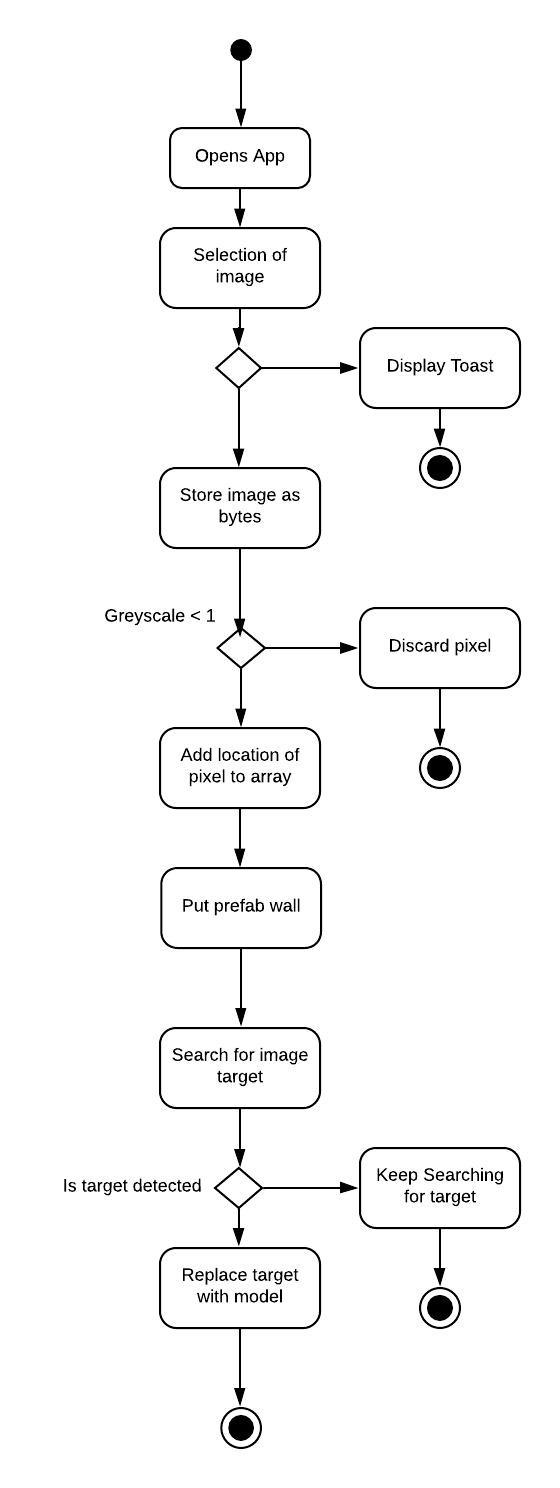 Opens App
Selection of
image
Display Toast
Store image as
bytes
Greyscale < 1
Discard pixel
Add location of
pixel to array
Put prefab wall
Search for image
target
Is target detected
Keep Searching
for target
Replace target
with model